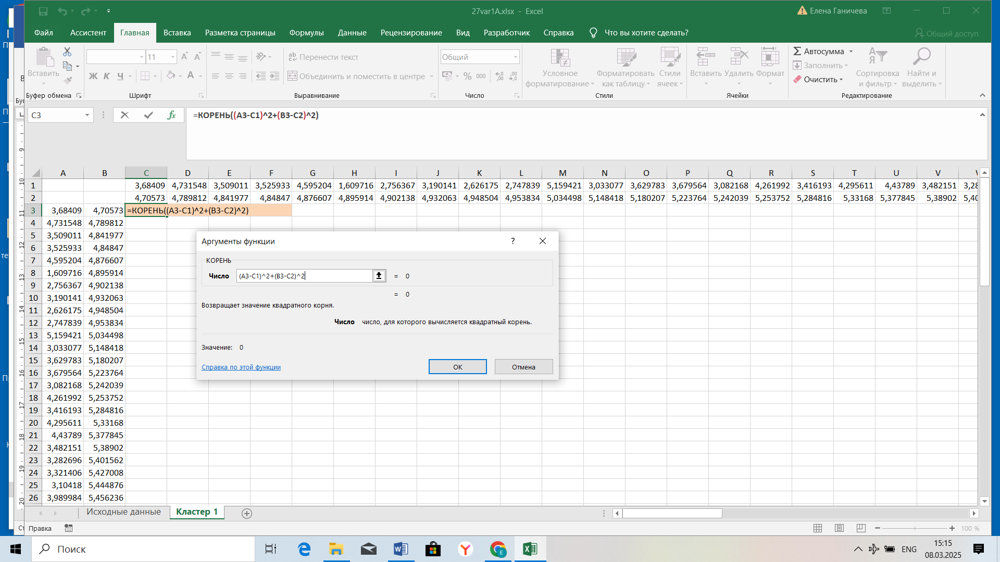 27var1A.xlsx - Excel
Елена Ганичева
Файл Ассистент Главная Вставка Разметка страницы Формулы Данные Рецензирование Вид Разработчик Справка Что вы хотите сделать? Общий доступ
Вставить
Буфер обмена
11
Ж К Ч А
Шрифт
Перенести текст
Объединить и поместить в центре
Выравнивание
Общий
% 000
Число
Условное форматирование
Форматировать как таблицу
Стили ячеек
Стили
Вставить Удалить Формат
Ячейки
Автосумма
Заполнить
Очистить
Сортировка и фильтр
Найти и выделить
Редактирование
C3 fx =КОРЕНЬ((A3-C1)^2+(B3-C2)^2)
A B C D E F G H I J K L M N O P Q R S T U V
1 3,68409 4,731548 3,509011 3,525933 4,595204 1,609716 2,756367 3,190141 2,626175 2,747839 5,159421 3,033077 3,629783 3,679564 3,082168 4,261992 3,416193 4,295611 4,43789 3,482151 3,28
2 4,70573 4,789812 4,841977 4,84847 4,876607 4,895914 4,902138 4,932063 4,948504 4,953834 5,034498 5,148418 5,180207 5,223764 5,242039 5,253752 5,284816 5,33168 5,377845 5,38902 5,40
3 3,68409 4,70573 =КОРЕНЬ((A3-C1)^2+(B3-C2)^2)
4 4,731548 4,789812
5 3,509011 4,841977
6 3,525933 4,84847
7 4,595204 4,876607
8 1,609716 4,895914
9 2,756367 4,902138
10 3,190141 4,932063
11 2,626175 4,948504
12 2,747839 4,953834
13 5,159421 5,034498
14 3,033077 5,148418
15 3,629783 5,180207
16 3,679564 5,223764
17 3,082168 5,242039
18 4,261992 5,253752
19 3,416193 5,284816
20 4,295611 5,33168
21 4,43789 5,377845
22 3,482151 5,38902
23 3,282696 5,401562
24 3,321406 5,427008
25 3,10418 5,444876
26 3,989984 5,456236
Аргументы функции ?
КОРЕНЬ
Число (A3-C1)^2+(B3-C2)^2 = 0
= 0
Возвращает значение квадратного корня.
Число число, для которого вычисляется квадратный корень.
Значение: 0
Справка по этой функции
ОК Отмена
Исходные данные Кластер 1
Правка 100 %
Поиск
ENG
15:15
08.03.2025